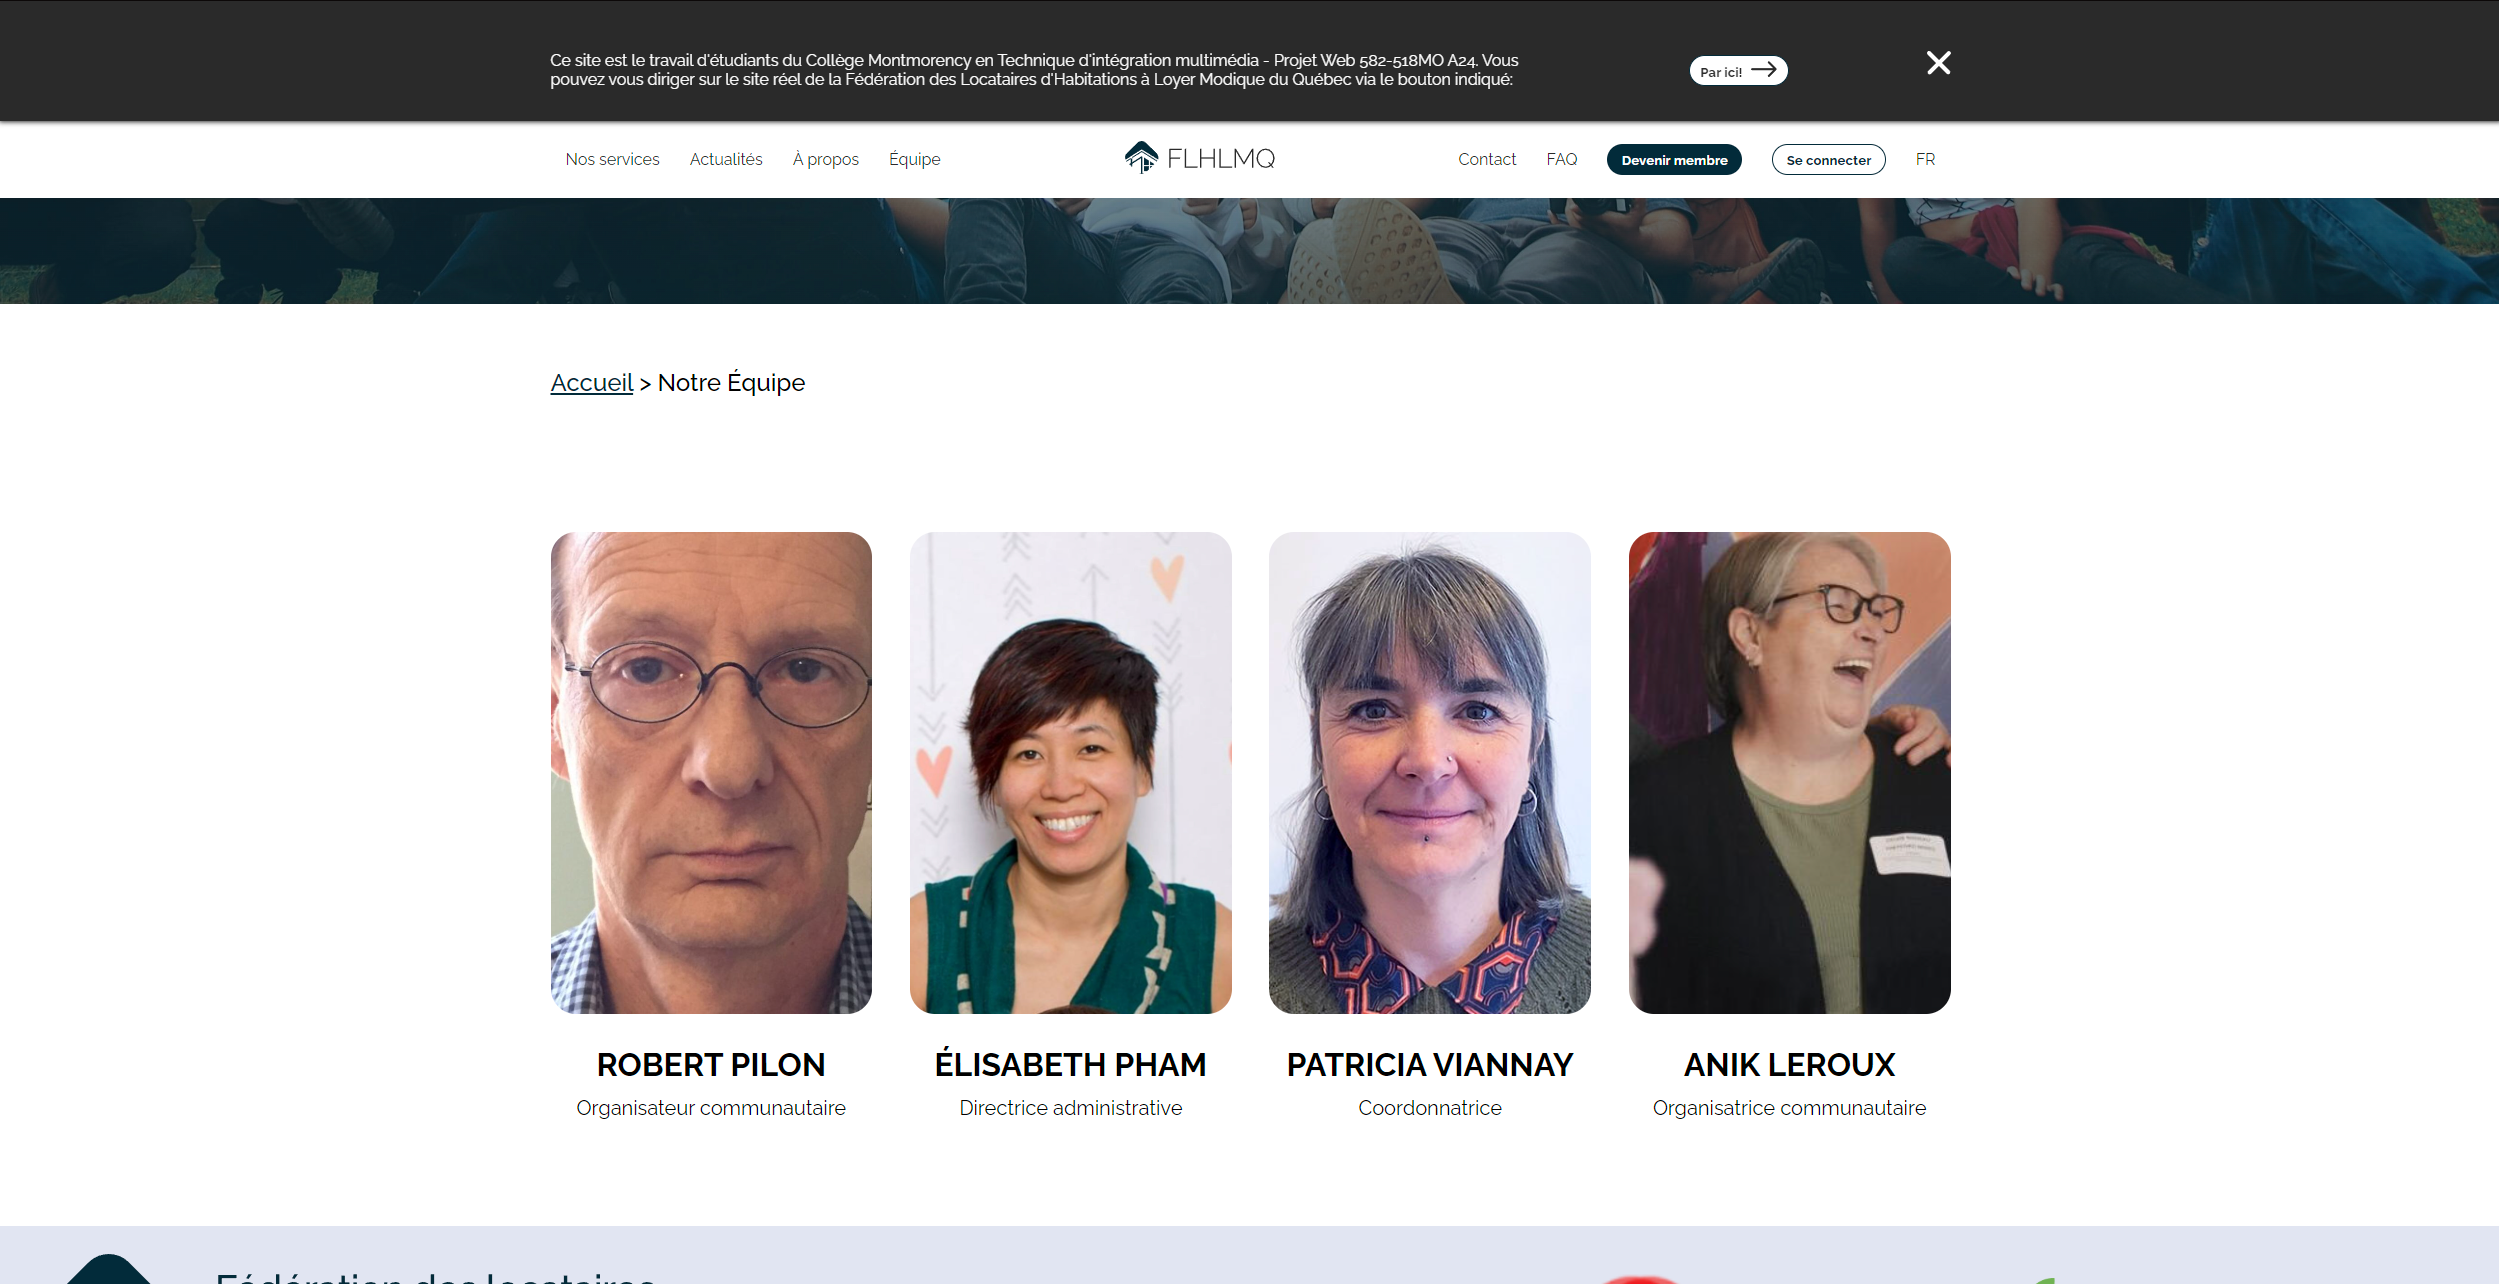 Ce site est le travail d'étudiants du Collège Montmorency en Technique d'intégration multimédia - Projet Web 582-518MO A24. Vous
pouvez vous diriger sur le site réel de la Fédération des Locataires d'Habitations à Loyer Modique du Québec via le bouton indiqué:
Par ici!
Nos services
Actualités
À propos
Équipe
FLHLMQ
Contact
FAQ
Devenir membre
Se connecter
FR
Accueil > Notre Équipe
ROBERT PILON
Organisateur communautaire
ÉLISABETH PHAM
Directrice administrative
PATRICIA VIANNAY
Coordonnatrice
ANIK LEROUX
Organisatrice communautaire
Fédération des locataires